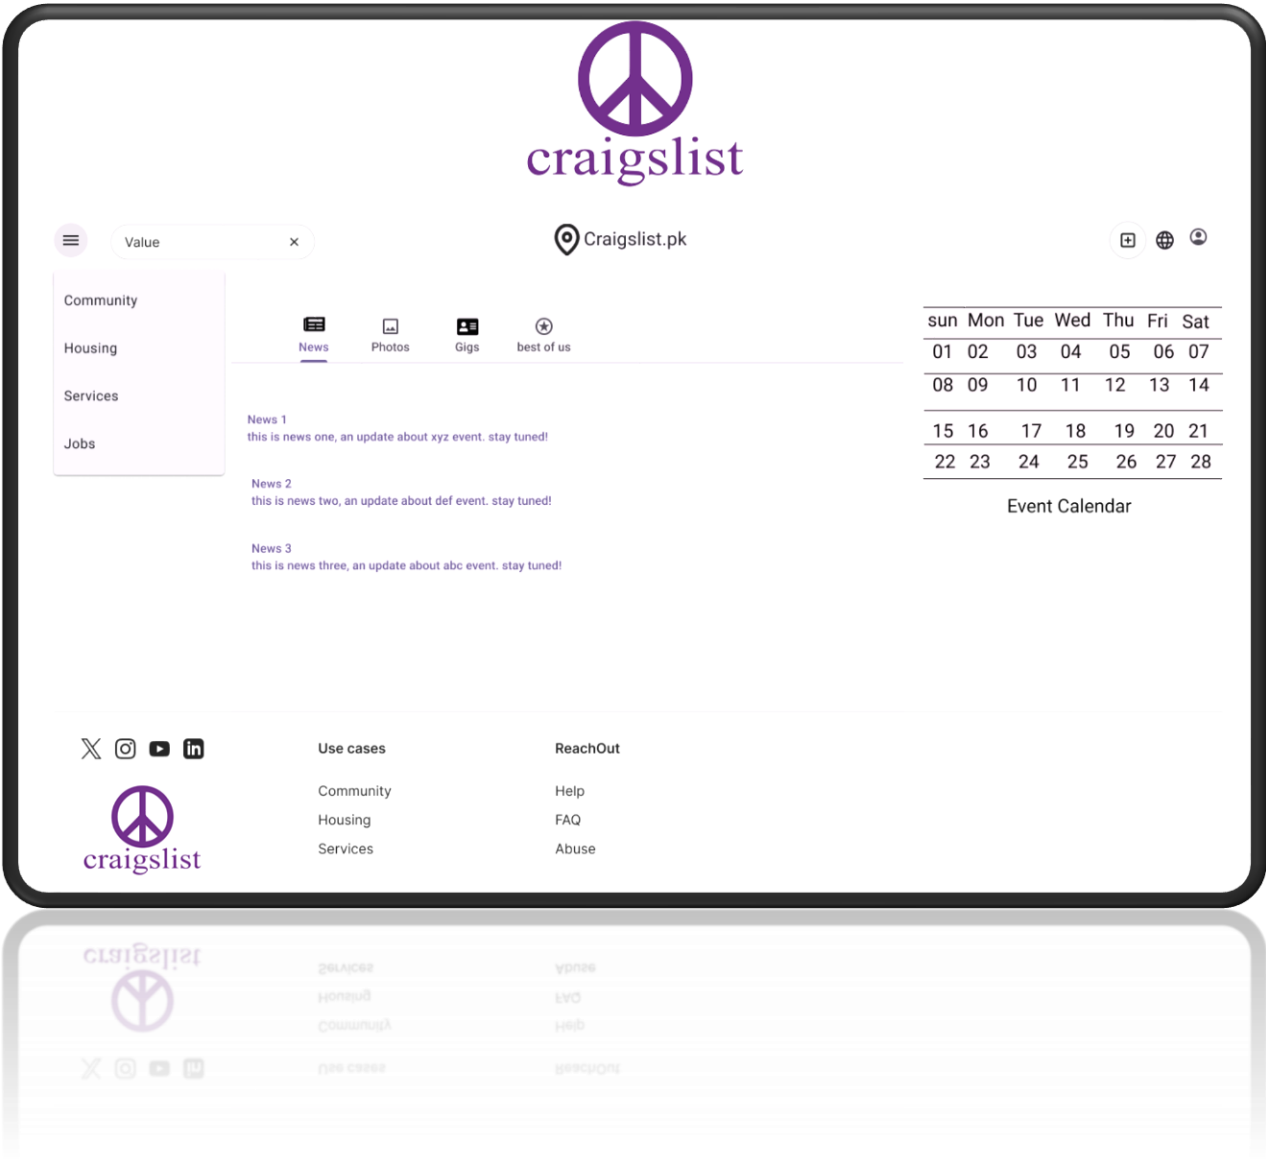 craigslist
Value
Craigslist.pk
Community
Housing
Services
Jobs
News Photos Gigs best of us
News 1
this is news one, an update about xyz event. stay tuned!
News 2
this is news two, an update about def event. stay tuned!
News 3
this is news three, an update about abc event. stay tuned!
sun Mon Tue Wed Thu Fri Sat
01 02 03 04 05 06 07
08 09 10 11 12 13 14
15 16 17 18 19 20 21
22 23 24 25 26 27 28
Event Calendar
craigslist
Use cases
Community
Housing
Services
ReachOut
Help
FAQ
Abuse